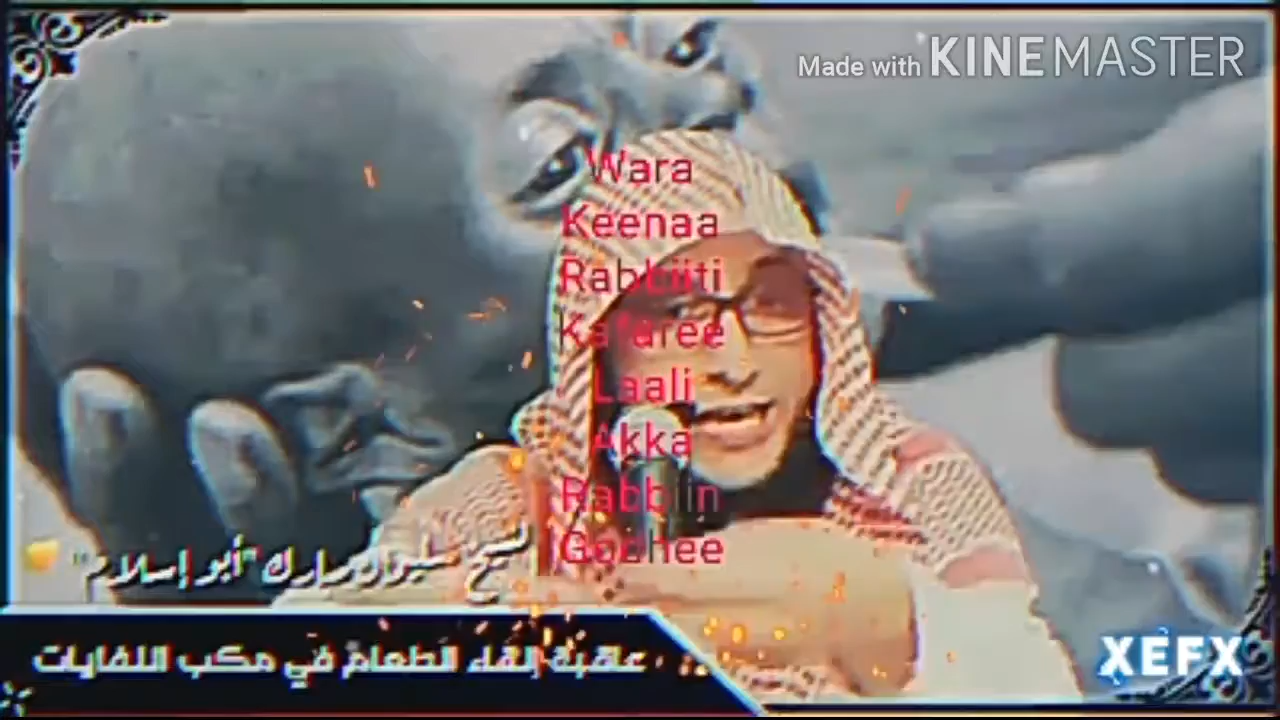 Made with KINEMASTER
Wara
Keenaa
Rabbiiti
Kafaree
Laali
Akka
Rabbiin
Godhee
الشيخ سليمان مبارك "أبو إسلام"
عاقبة إلقاء الطعام في مكب النفايات
XEFX